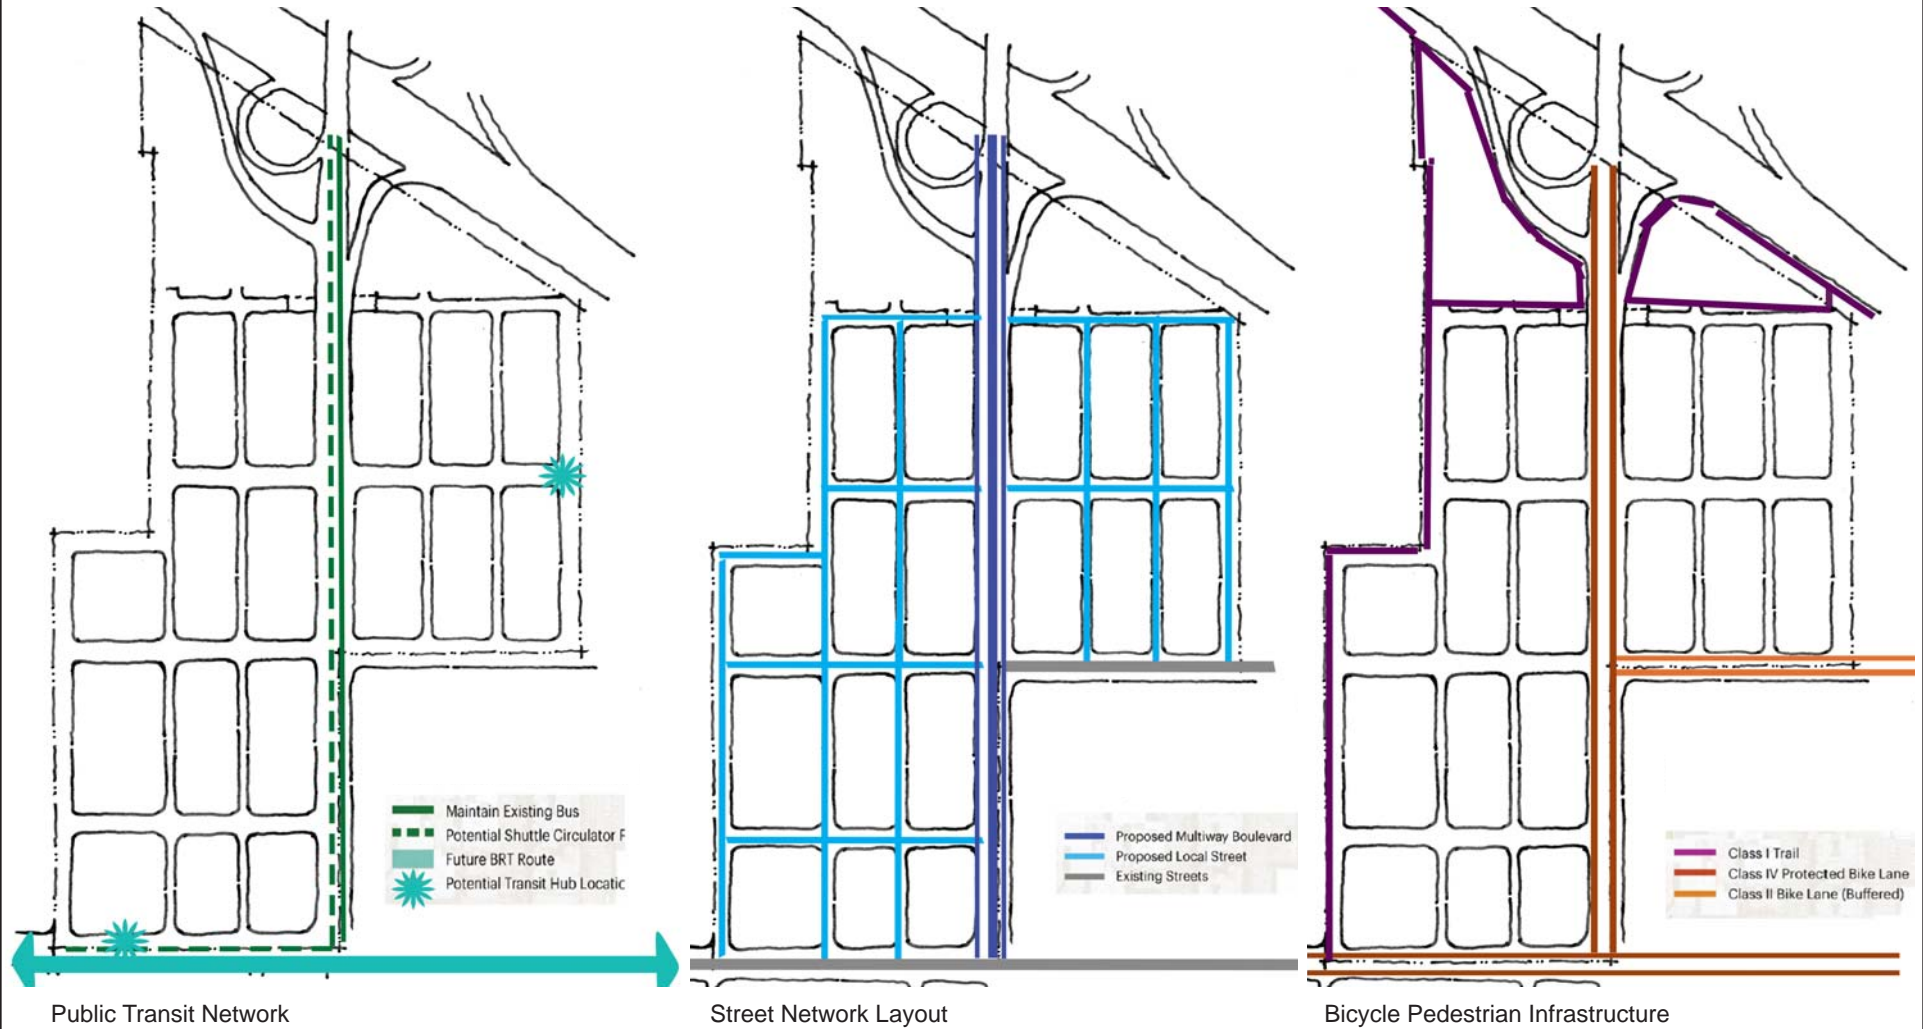 Maintain Existing Bus
Potential Shuttle Circulator
Future BRT Route
Potential Transit Hub Locatic
Proposed Multiway Boulevard
Proposed Local Street
Existing Streets
Class I Trail
Class IV Protected Bike Lane
Class II Bike Lane (Buffered)
Public Transit Network
Street Network Layout
Bicycle Pedestrian Infrastructure